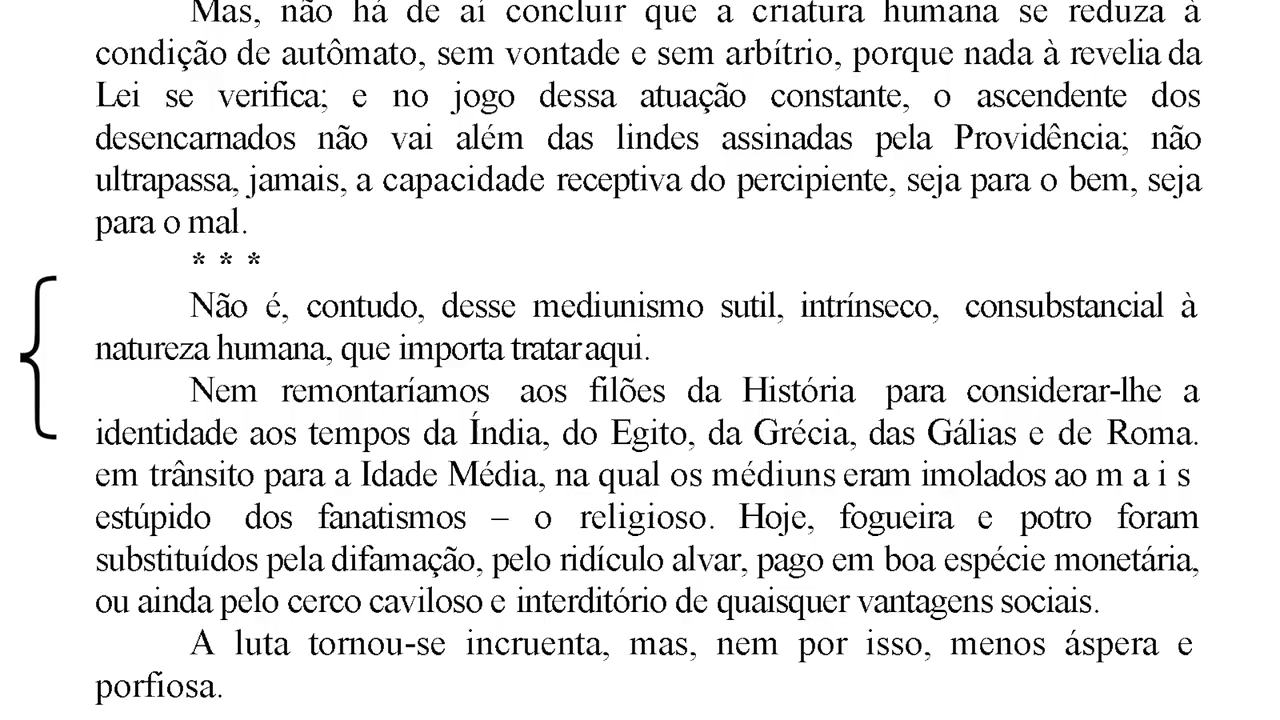 Mas, não há de aí concluir que a criatura humana se reduza à
condição de autômato, sem vontade e sem arbítrio, porque nada à revelia da
Lei se verifica; e no jogo dessa atuação constante, o ascendente dos
desencarnados não vai além das lindes assinadas pela Providência; não
ultrapassa, jamais, a capacidade receptiva do percipiente, seja para o bem, seja
para o mal.
* * *
Não é, contudo, desse mediunismo sutil, intrínseco, consubstancial à
natureza humana, que importa tratar aqui.
Nem remontaríamos aos filões da História para considerar-lhe a
identidade aos tempos da Índia, do Egito, da Grécia, das Gálias e de Roma.
em trânsito para a Idade Média, na qual os médiuns eram imolados ao m a i s
estúpido dos fanatismos – o religioso. Hoje, fogueira e potro foram
substituídos pela difamação, pelo ridículo alvar, pago em boa espécie monetária,
ou ainda pelo cerco caviloso e interditório de quaisquer vantagens sociais.
A luta tornou-se incruenta, mas, nem por isso, menos áspera e
porfiosa.